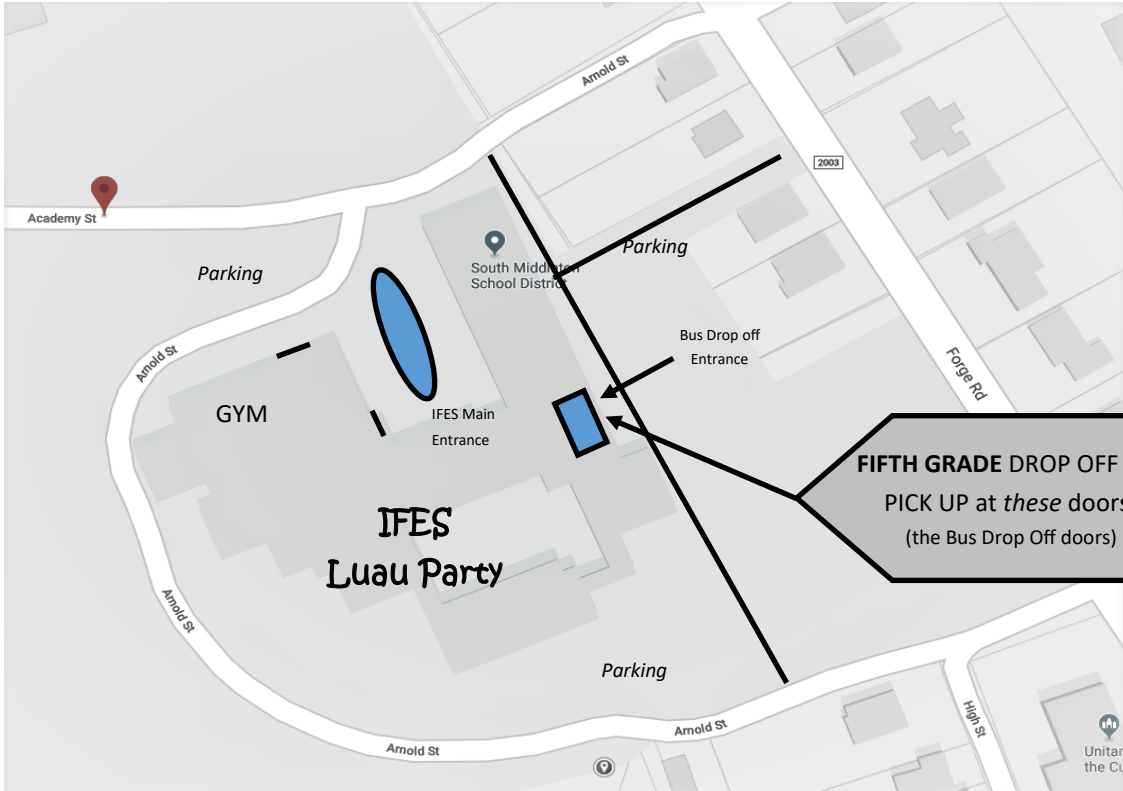 Arnold St
2003
Academy St
Parking
South Middleton
School District
Parking
Bus Drop off
Entrance
Arnold St
Forge Rd
GYM
IFES Main
Entrance
FIFTH GRADE DROP OFF
PICK UP at these doors
(the Bus Drop Off doors)
IFES
Luau Party
Arnold St
Parking
Arnold St
Arnold St
High St
Unitar
the Cu